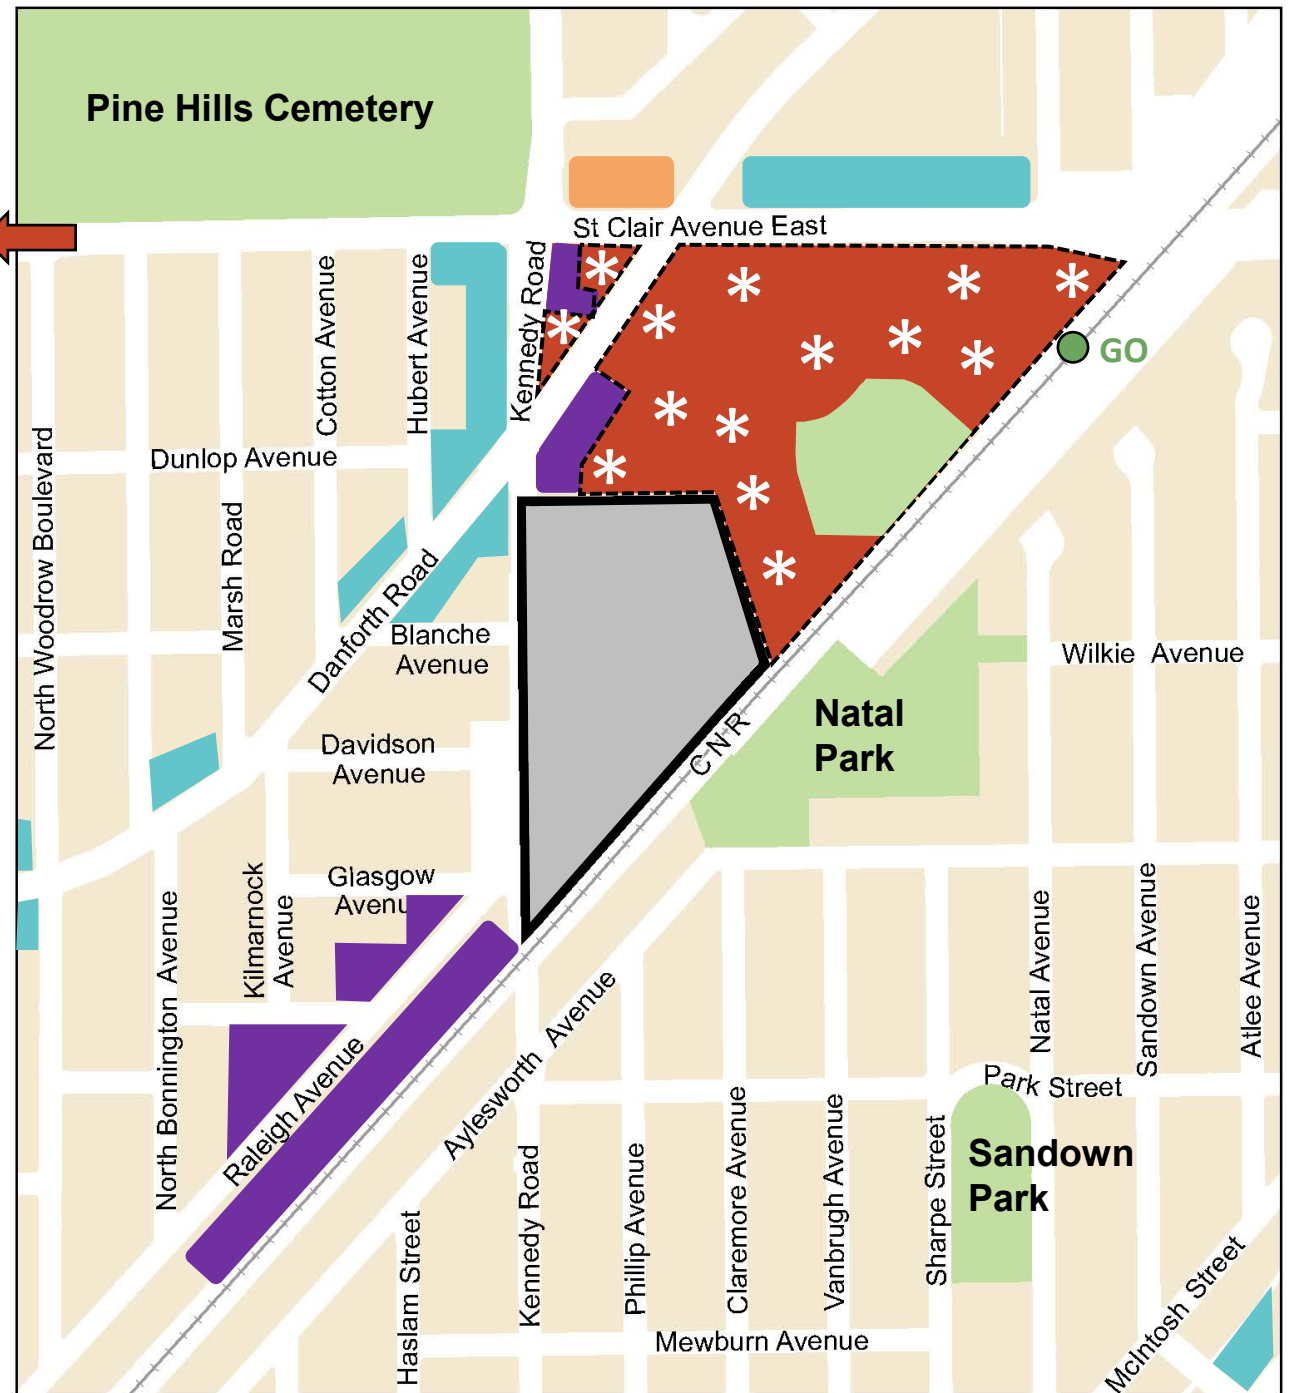 Pine Hills Cemetery
St Clair Avenue East
Kennedy Road
Cotton Avenue
Hubert Avenue
GO
Dunlop Avenue
North Woodrow Boulevard
Marsh Road
Danforth Road
Blanche
Avenue
Wilkie Avenue
Natal
Park
C N R
Davidson
Avenue
Glasgow
Avenu
Kilmarnock
Avenue
North Bonnington Avenue
Raleigh Avenue
Aylesworth Avenue
Natal Avenue
Sandown Avenue
Atlee Avenue
Park Street
Sandown
Park
Haslam Street
Kennedy Road
Phillip Avenue
Claremore Avenue
Vanbrugh Avenue
Sharpe Street
Mewburn Avenue
McIntosh Street